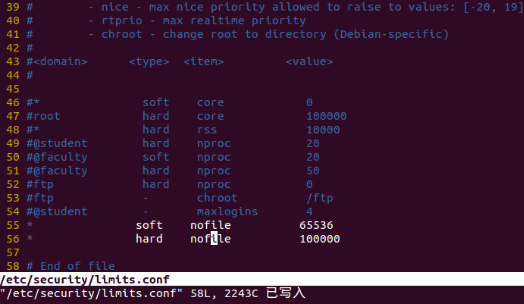 39 #        - nice - max nice priority allowed to raise to values: [-20, 19]
40 #        - rtprio - max realtime priority
41 #        - chroot - change root to directory (Debian-specific)
42 #
43 #<domain>      <type>  <item>         <value>
44 #
45
46 #*               soft    core            0
47 #root            hard    core            100000
48 #*               hard    rss             10000
49 #@student        hard    nproc           20
50 #@faculty        soft    nproc           20
51 #@faculty        hard    nproc           50
52 #ftp             hard    nproc           0
53 #ftp             -       chroot          /ftp
54 #@student        -       maxlogins       4
55 *               soft    nofile          65536
56 *               hard    nofile          100000
57
58 # End of file
/etc/security/limits.conf
"/etc/security/limits.conf" 58L, 2243C 已写入